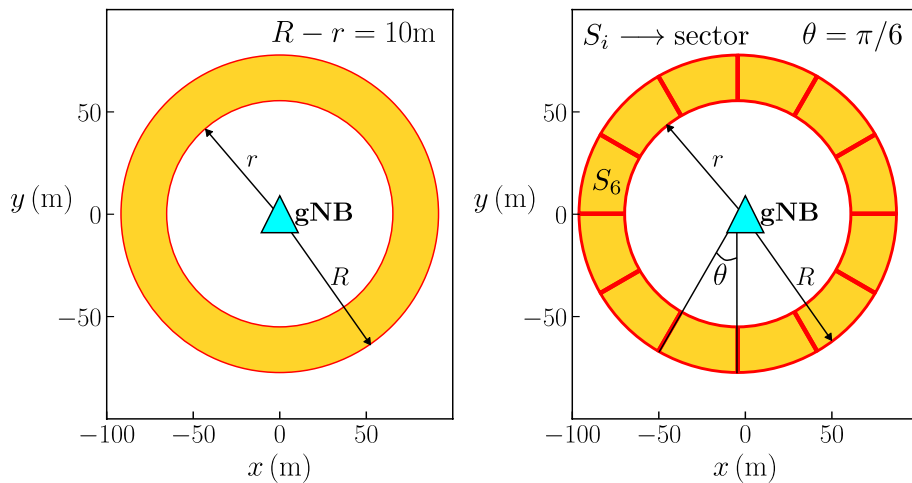 R − r = 10m
50
0
−50
y (m)
r
gNB
R
−100
−50
0
50
x (m)
S_i ⟶ sector
θ = π/6
50
0
−50
y (m)
S_6
r
gNB
θ
R
−100
−50
0
50
x (m)